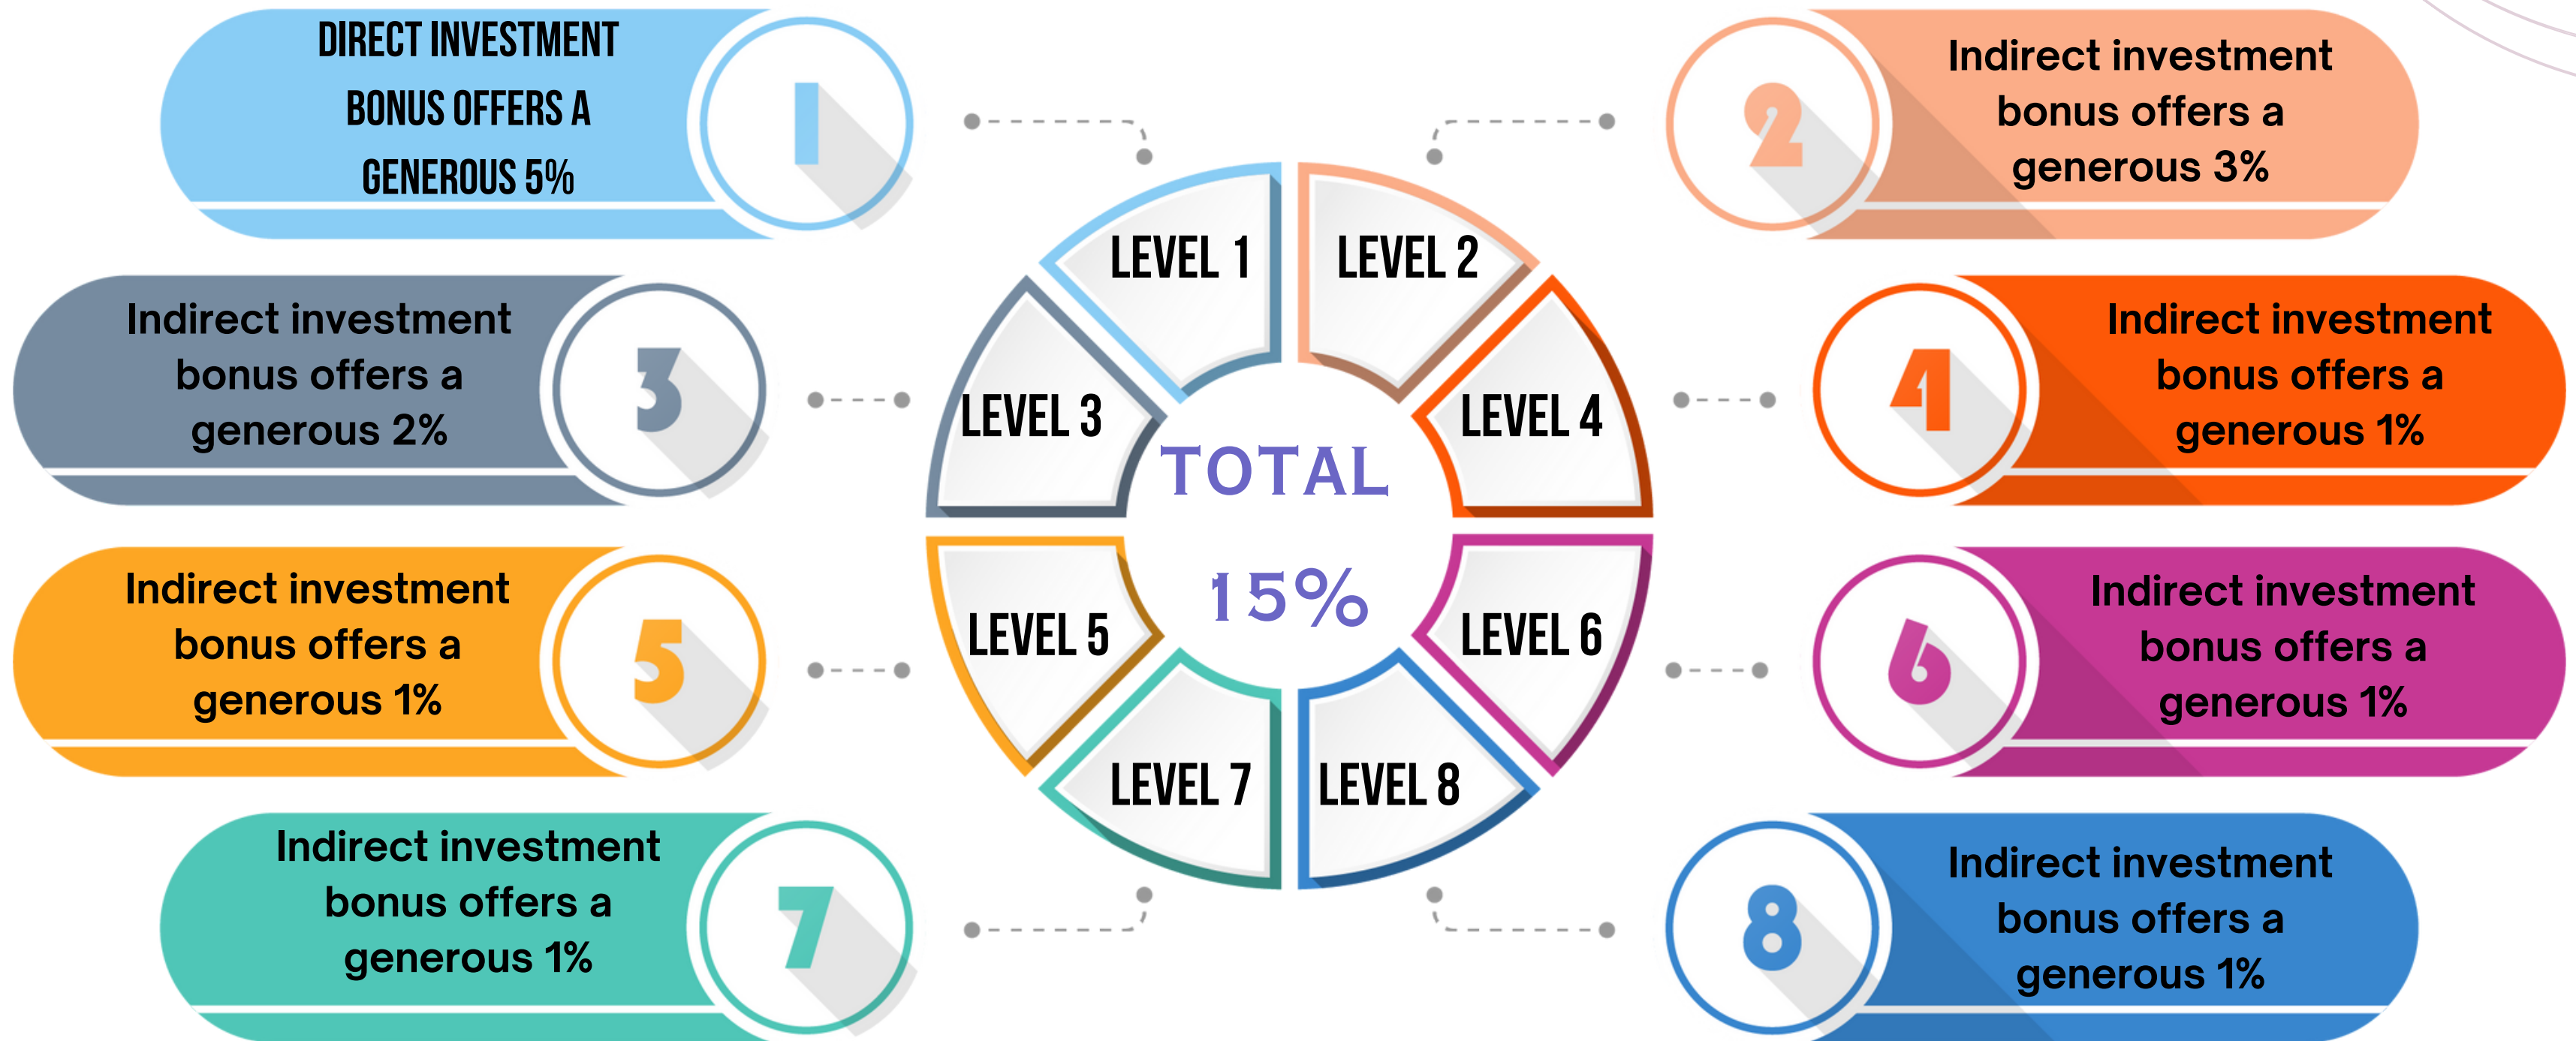 DIRECT INVESTMENT
BONUS OFFERS A
GENEROUS 5%
1
2
Indirect investment
bonus offers a
generous 3%
LEVEL 1
LEVEL 2
Indirect investment
bonus offers a
generous 2%
3
LEVEL 3
LEVEL 4
4
Indirect investment
bonus offers a
generous 1%
TOTAL
15%
Indirect investment
bonus offers a
generous 1%
5
LEVEL 5
LEVEL 6
6
Indirect investment
bonus offers a
generous 1%
LEVEL 7
LEVEL 8
Indirect investment
bonus offers a
generous 1%
7
8
Indirect investment
bonus offers a
generous 1%